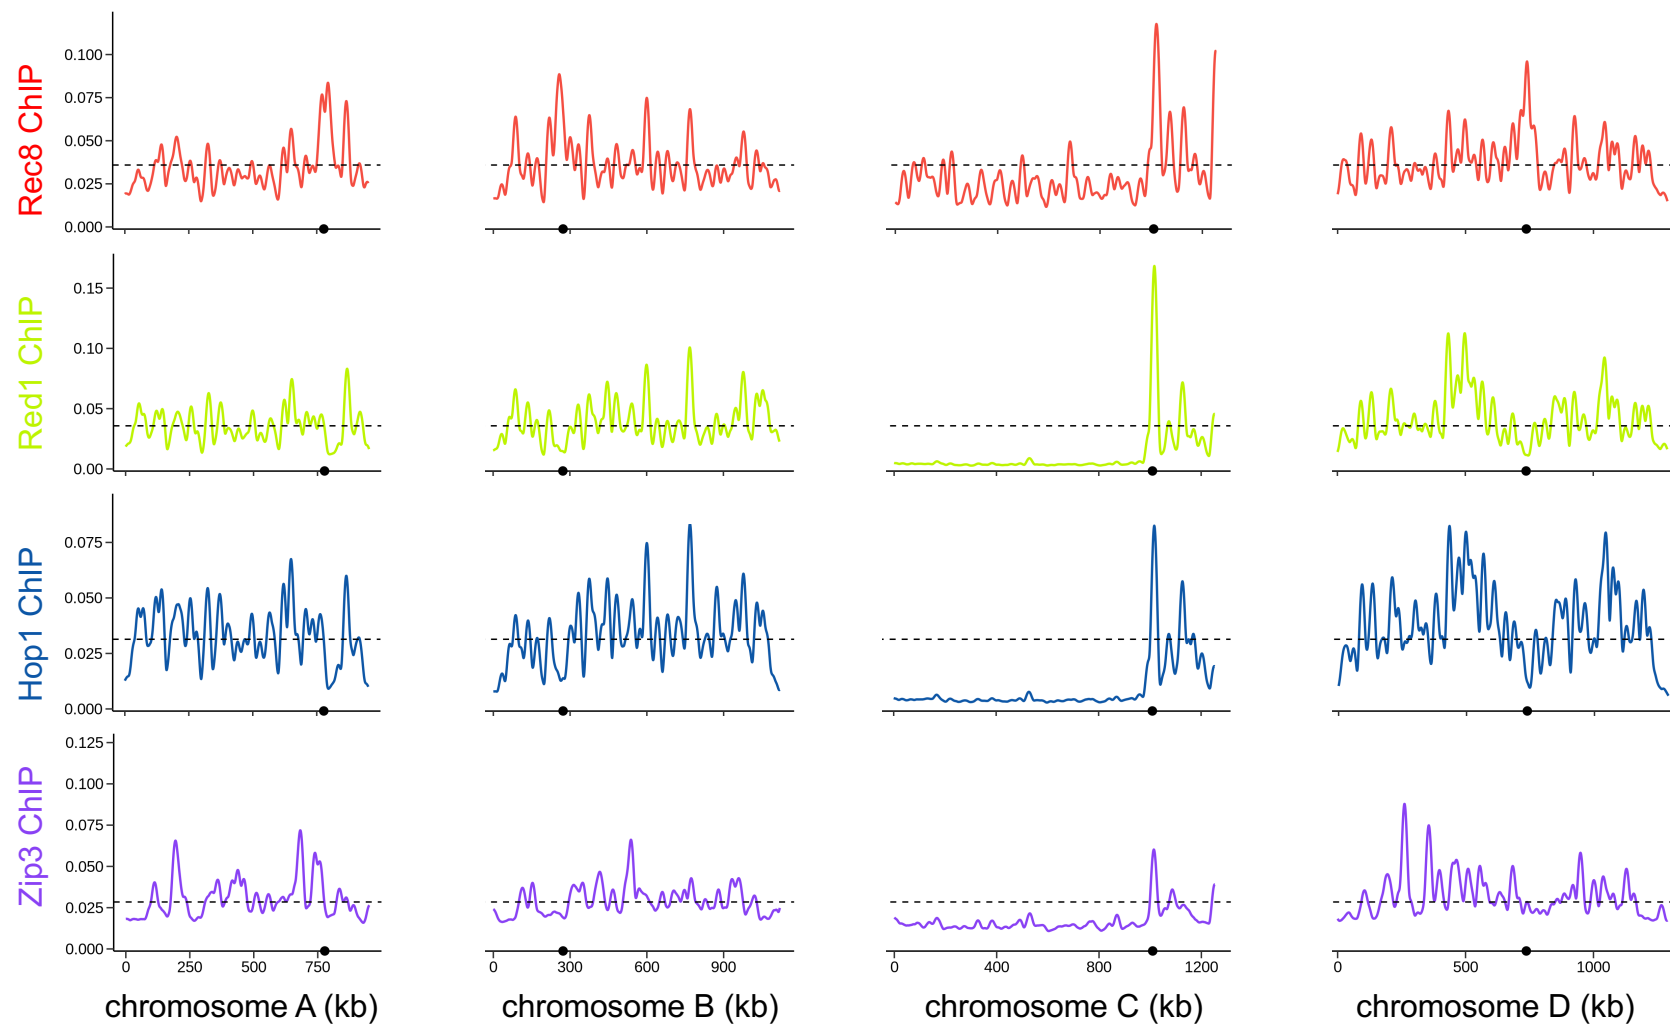 Rec8 ChIP
0.100
0.075
0.050
0.025
0.000
Red1 ChIP
0.15
0.10
0.05
0.00
Hop1 ChIP
0.075
0.050
0.025
0.000
Zip3 ChIP
0.125
0.100
0.075
0.050
0.025
0.000
0 250 500 750
0 300 600 900
0 400 800 1200
0 500 1000
chromosome A (kb)
chromosome B (kb)
chromosome C (kb)
chromosome D (kb)